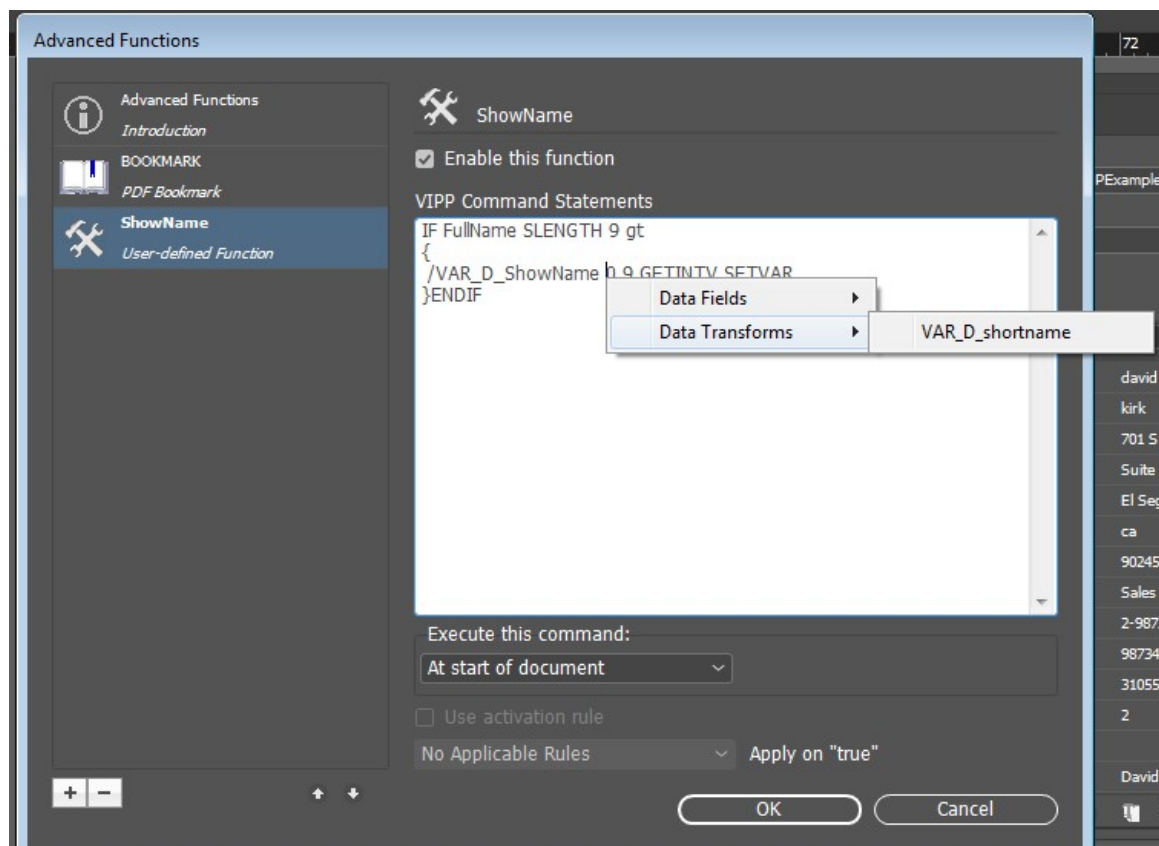 Advanced Functions
72
Advanced Functions
Introduction
BOOKMARK
PDF Bookmark
ShowName
User-defined Function
ShowName
Enable this function
VIPP Command Statements
IF FullName SLENGTH 9 gt
{
/VAR_D_ShowName 0 9 GETINTV SETVAR
}ENDIF
Data Fields
Data Transforms
VAR_D_shortname
Execute this command:
At start of document
Use activation rule
No Applicable Rules
Apply on "true"
+ -
OK
Cancel
PExample
david
kirk
701 S
Suite
El Seg
ca
90245
Sales
2-987
98734
31055
2
David